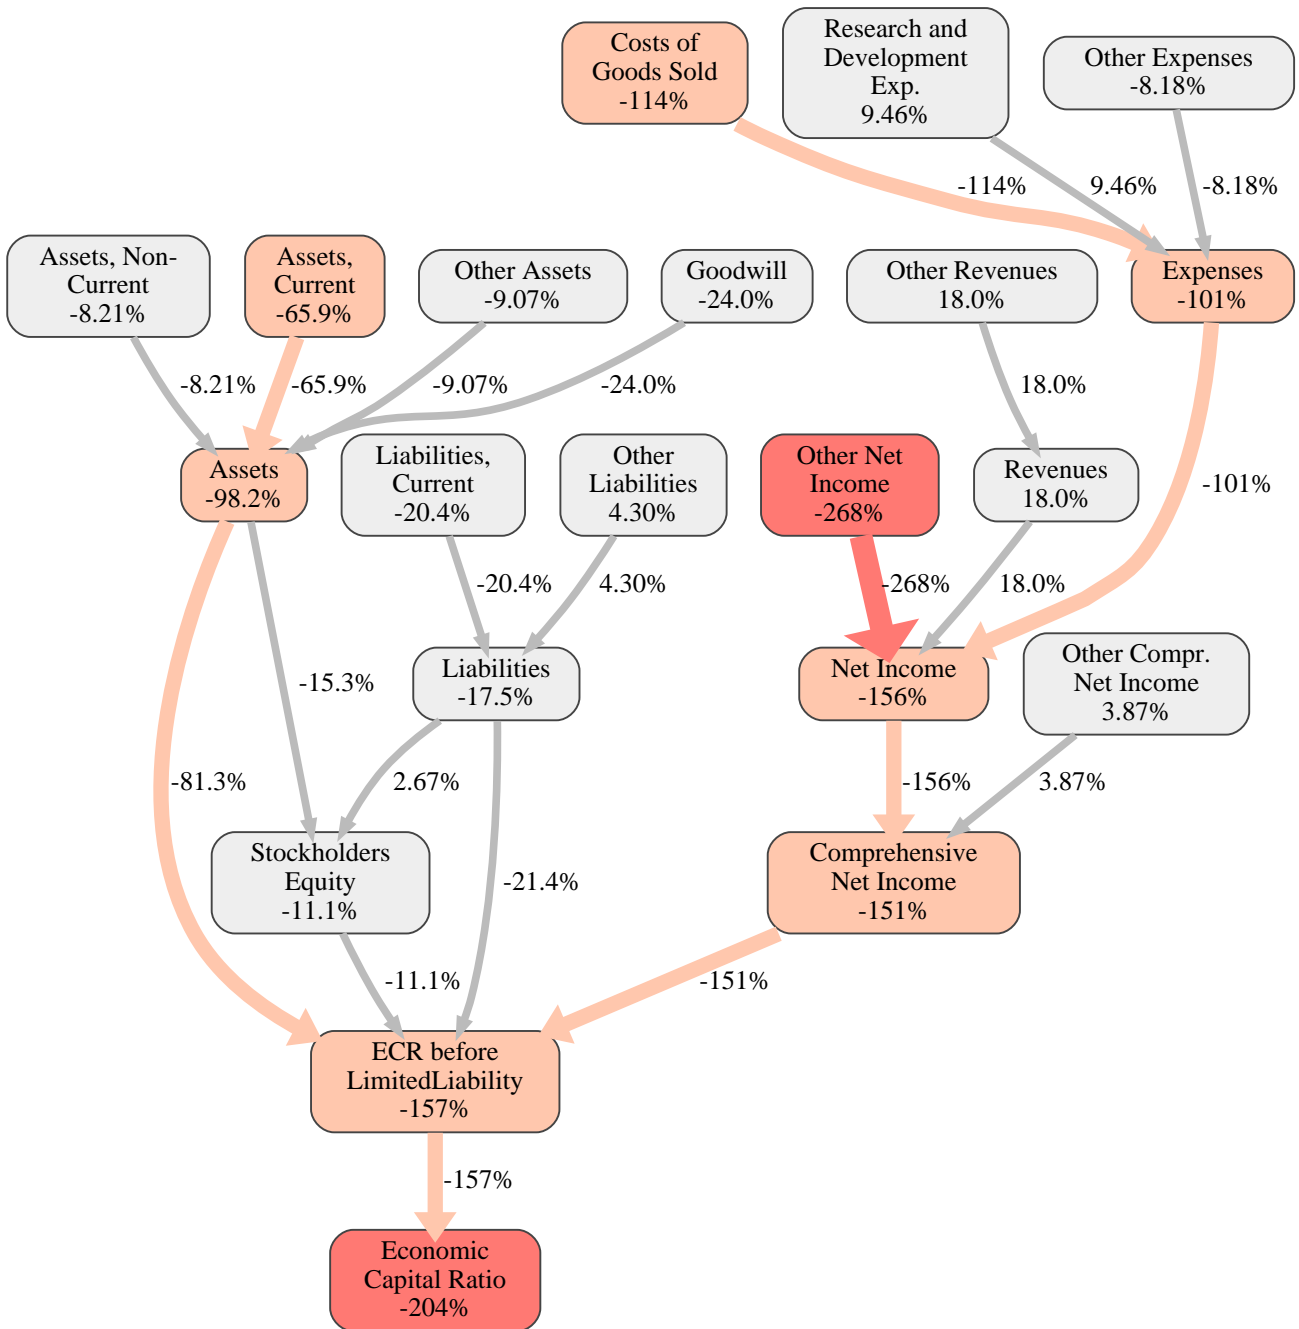 Costs of
Goods Sold
-114%
Research and
Development
Exp.
9.46%
Other Expenses
-8.18%
-114%
9.46%
-8.18%
Assets, Non-
Current
-8.21%
Assets,
Current
-65.9%
Other Assets
-9.07%
Goodwill
-24.0%
Other Revenues
18.0%
Expenses
-101%
-8.21%
-65.9%
-9.07%
-24.0%
18.0%
Assets
-98.2%
Liabilities,
Current
-20.4%
Other
Liabilities
4.30%
Other Net
Income
-268%
Revenues
18.0%
-101%
-20.4%
4.30%
-268%
18.0%
-15.3%
Liabilities
-17.5%
Net Income
-156%
Other Compr.
Net Income
3.87%
-81.3%
2.67%
-156%
3.87%
Stockholders
Equity
-11.1%
-21.4%
Comprehensive
Net Income
-151%
-11.1%
-151%
ECR before
LimitedLiability
-157%
-157%
Economic
Capital Ratio
-204%